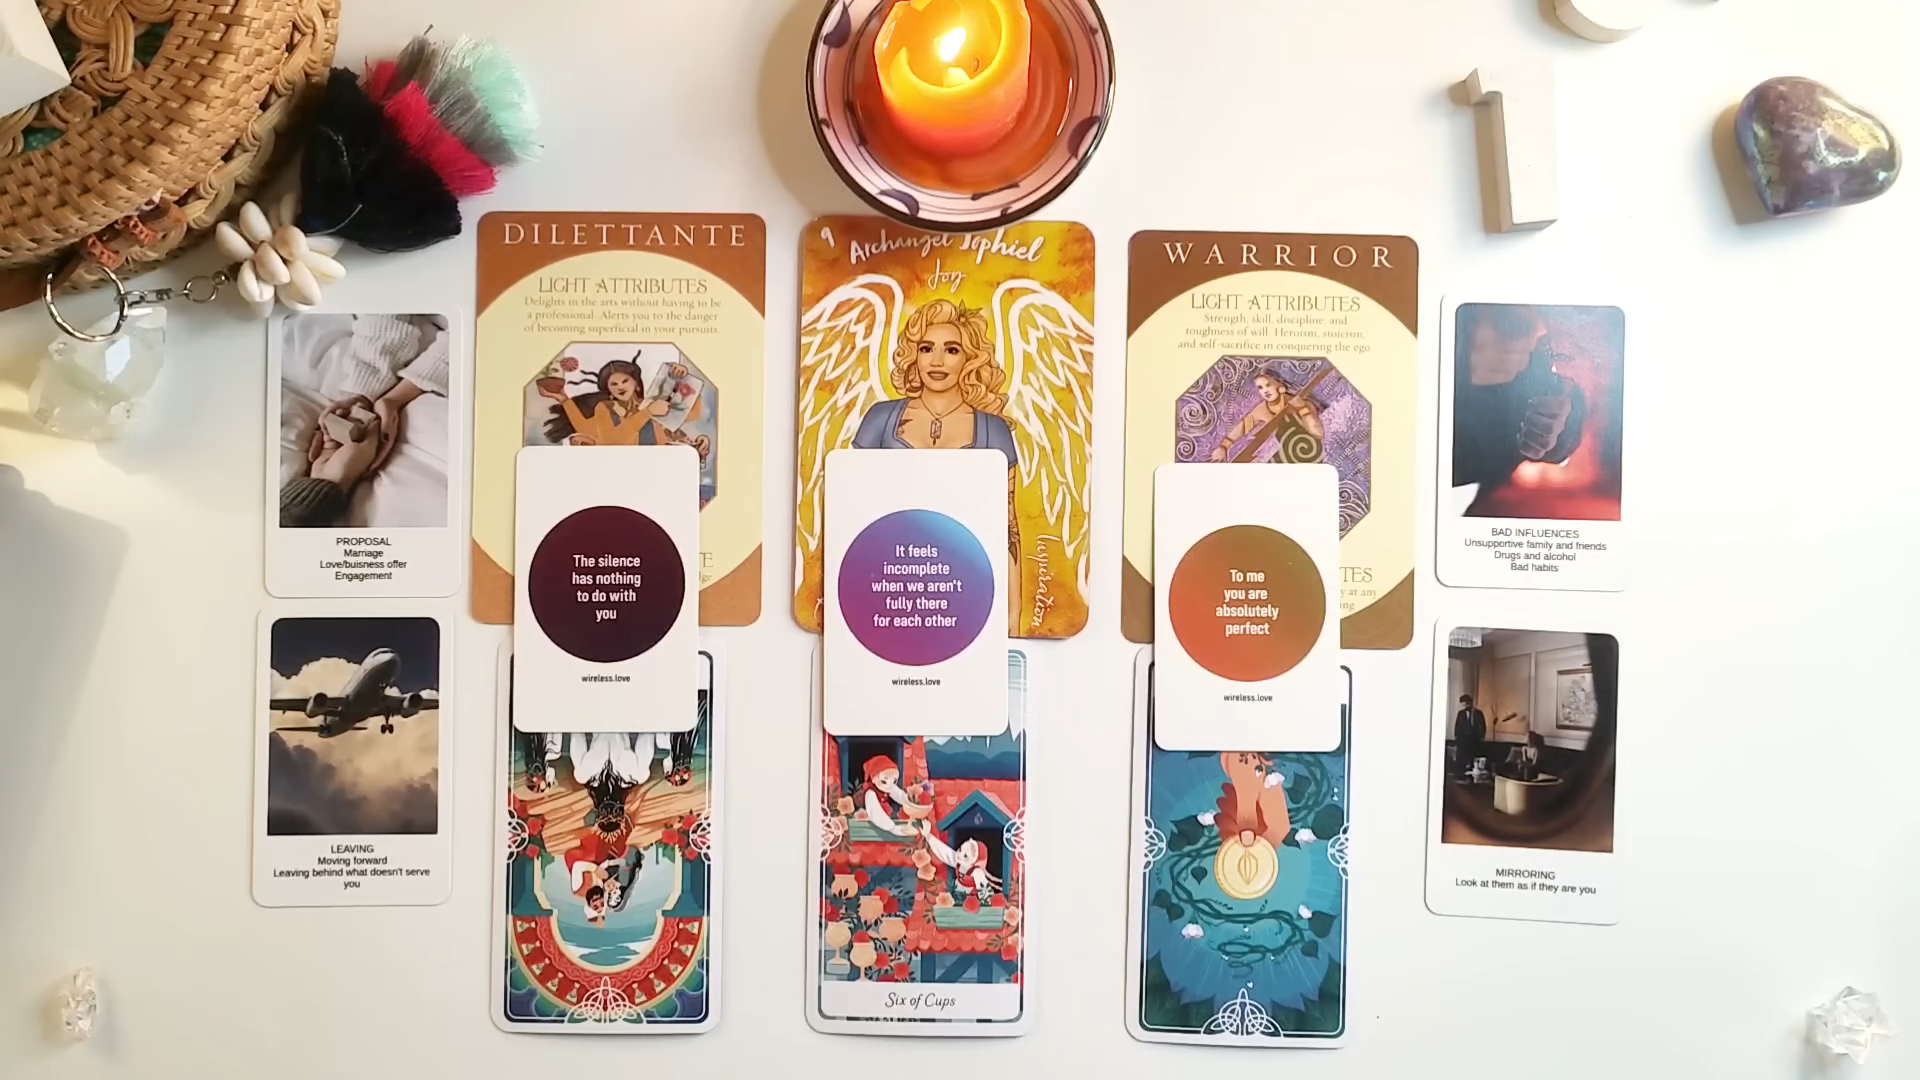 DILETTANTE
LIGHT ATTRIBUTES
Delights in the arts without having to be
a professional. Alerts you to the danger
of becoming superficial in your pursuits.
9
Archangel Jophiel
Joy
Inspiration
WARRIOR
LIGHT ATTRIBUTES
Strength, skill, discipline, and
toughness of will. Heroism, stoicism,
and self-sacrifice in conquering the ego
1
PROPOSAL
Marriage
Love/buisness offer
Engagement
The silence
has nothing
to do with
you
wireless.love
It feels
incomplete
when we aren't
fully there
for each other
wireless.love
To me
you are
absolutely
perfect
wireless.love
BAD INFLUENCES
Unsupportive family and friends
Drugs and alcohol
Bad habits
LEAVING
Moving forward
Leaving behind what doesn't serve
you
Six of Cups
MIRRORING
Look at them as if they are you